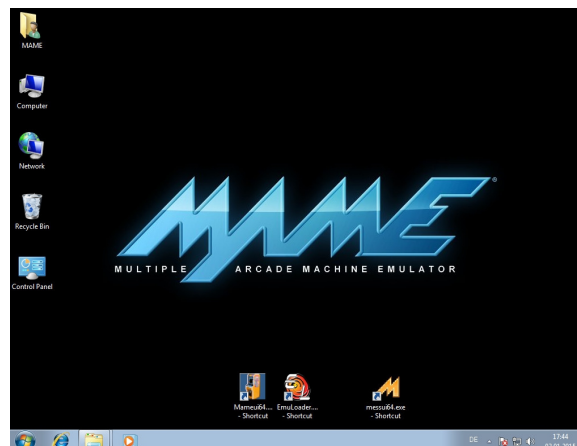 MAME
Computer
Network
Recycle Bin
Control Panel
MAME®
MULTIPLE ARCADE MACHINE EMULATOR
Mameui64....
- Shortcut
EmuLoader....
- Shortcut
messui64.exe
- Shortcut
DE
17:44